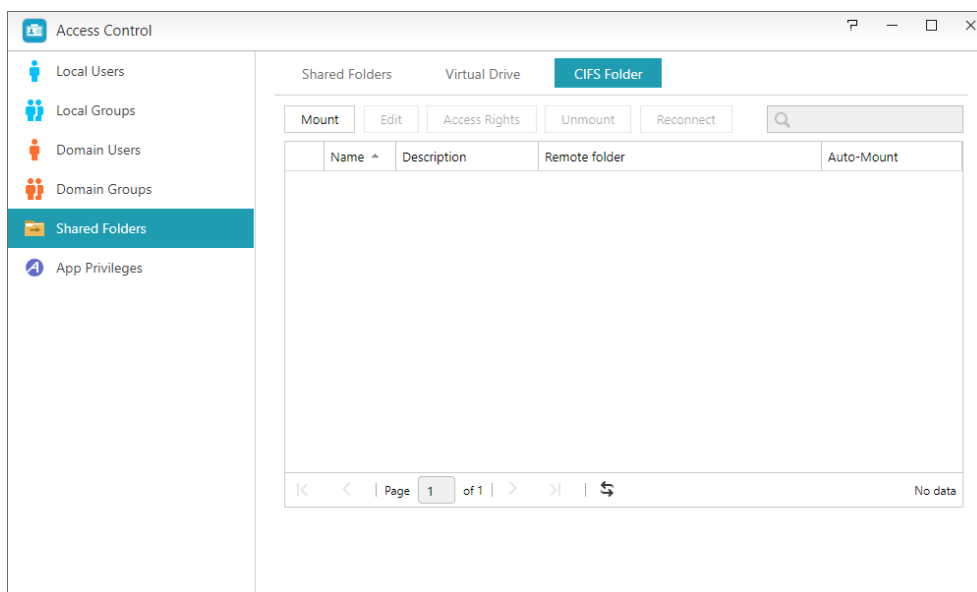 Access Control
Local Users
Local Groups
Domain Users
Domain Groups
Shared Folders
App Privileges
Shared Folders Virtual Drive CIFS Folder
Mount Edit Access Rights Unmount Reconnect
Name Description Remote folder Auto-Mount
Page 1 of 1 No data